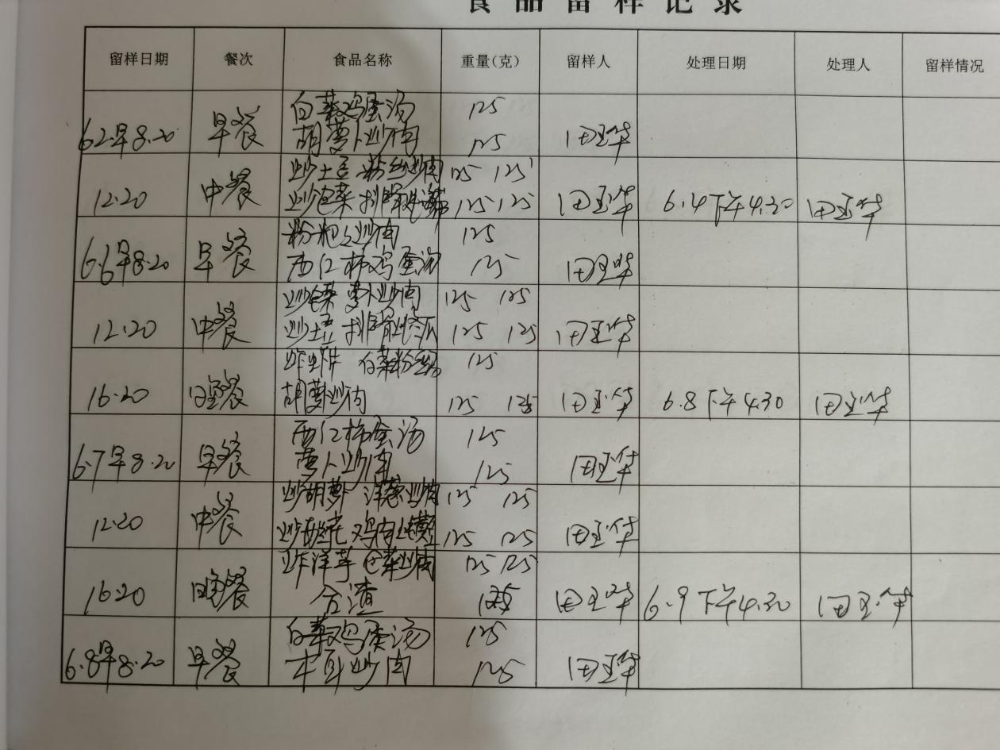 食品留样记录
留样日期 餐次 食品名称 重量(克) 留样人 处理日期 处理人 留样情况
白菜鸡蛋汤 125
6.2.早8.20 早餐 胡萝卜炒肉 125 田玉华
炒土豆 粉丝炒肉 125 125
12.20 中餐 炒包菜 排骨 125 125 田玉华 6.4下午4.30 田玉华
炒肉 125
6.6早8.20 早餐 西红柿鸡蛋汤 125 田玉华
炒包菜 萝卜炒肉 125 125
12.20 中餐 炒土豆 排骨 冬瓜 125 125 田玉华
白菜粉丝汤 125
16.20 晚餐 胡萝卜炒肉 125 125 田玉华 6.8下午4.30 田玉华
西红柿蛋汤 125
6.7早8.20 早餐 萝卜炒肉 125 田玉华
炒胡萝卜 洋葱炒肉 125 125
12.20 中餐 鸡肉 125 125 田玉华
炸洋芋 包菜炒肉 125 125
16.20 晚餐 合渣 125 田玉华 6.9下午4.30 田玉华
白菜鸡蛋汤 125
6.8早8.20 早餐 木耳炒肉 125 田玉华